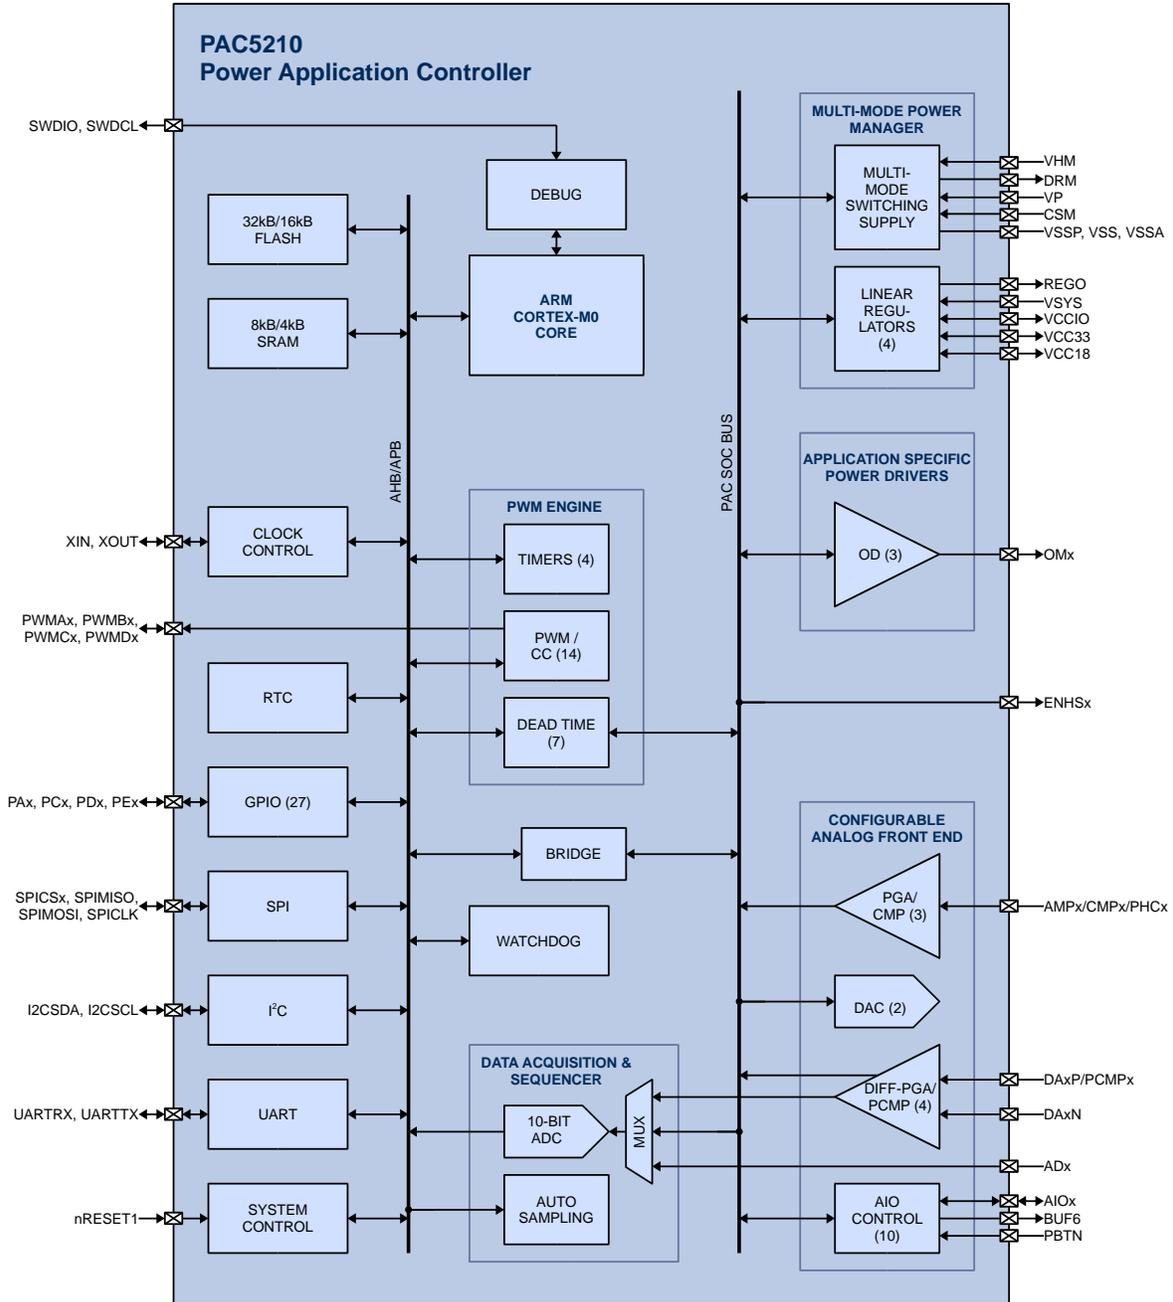 PAC5210
Power Application Controller
SWDIO, SWDCL
DEBUG
32kB/16kB
FLASH
8kB/4kB
SRAM
ARM
CORTEX-M0
CORE
AHB/APB
PAC SOC BUS
MULTI-MODE POWER
MANAGER
MULTI-
MODE
SWITCHING
SUPPLY
VHM
DRM
VP
CSM
VSSP, VSS, VSSA
LINEAR
REGU-
LATORS
(4)
REGO
VSYS
VCCIO
VCC33
VCC18
APPLICATION SPECIFIC
POWER DRIVERS
OD (3)
OMx
XIN, XOUT
CLOCK
CONTROL
PWM ENGINE
TIMERS (4)
PWMAx, PWMBx,
PWMCx, PWMDx
PWM /
CC (14)
RTC
DEAD TIME
(7)
ENHSx
PAx, PCx, PDx, PEx
GPIO (27)
BRIDGE
CONFIGURABLE
ANALOG FRONT END
SPICSx, SPIMISO,
SPIMOSI, SPICLK
SPI
WATCHDOG
PGA/
CMP (3)
AMPx/CMPx/PHCx
I2CSDA, I2CSCL
I²C
DAC (2)
DATA ACQUISITION &
SEQUENCER
UARTRX, UARTTX
UART
10-BIT
ADC
MUX
DIFF-PGA/
PCMP (4)
DAxP/PCMPx
DAxN
ADx
nRESET1
SYSTEM
CONTROL
AUTO
SAMPLING
AIO
CONTROL
(10)
AIOx
BUF6
PBTN